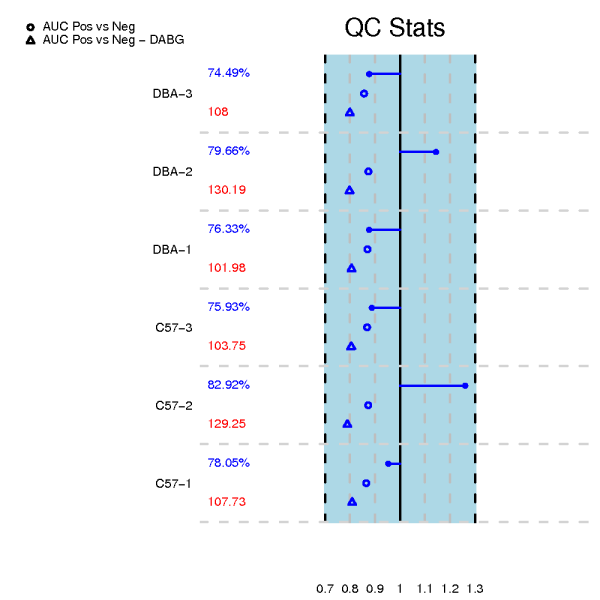 QC Stats
AUC Pos vs Neg
AUC Pos vs Neg - DABG
74.49%
DBA-3
108
79.66%
DBA-2
130.19
76.33%
DBA-1
101.98
75.93%
C57-3
103.75
82.92%
C57-2
129.25
78.05%
C57-1
107.73
0.7 0.8 0.9 1 1.1 1.2 1.3